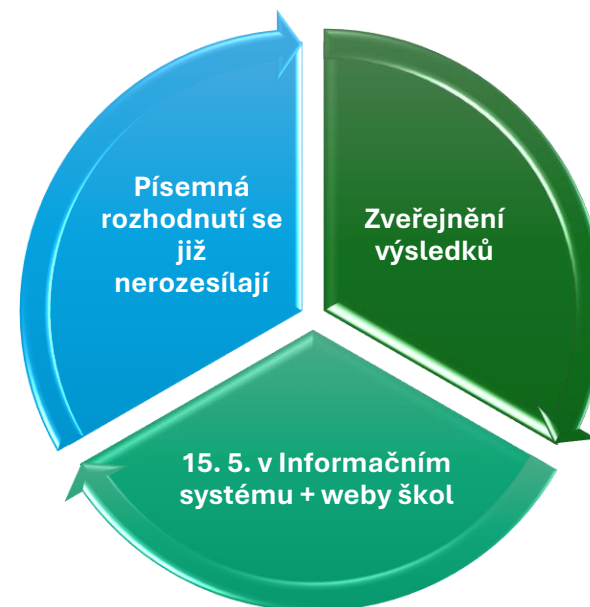 Písemná
rozhodnutí se
již
nerozesílají
Zveřejnění
výsledků
15. 5. v Informačním
systému + weby škol